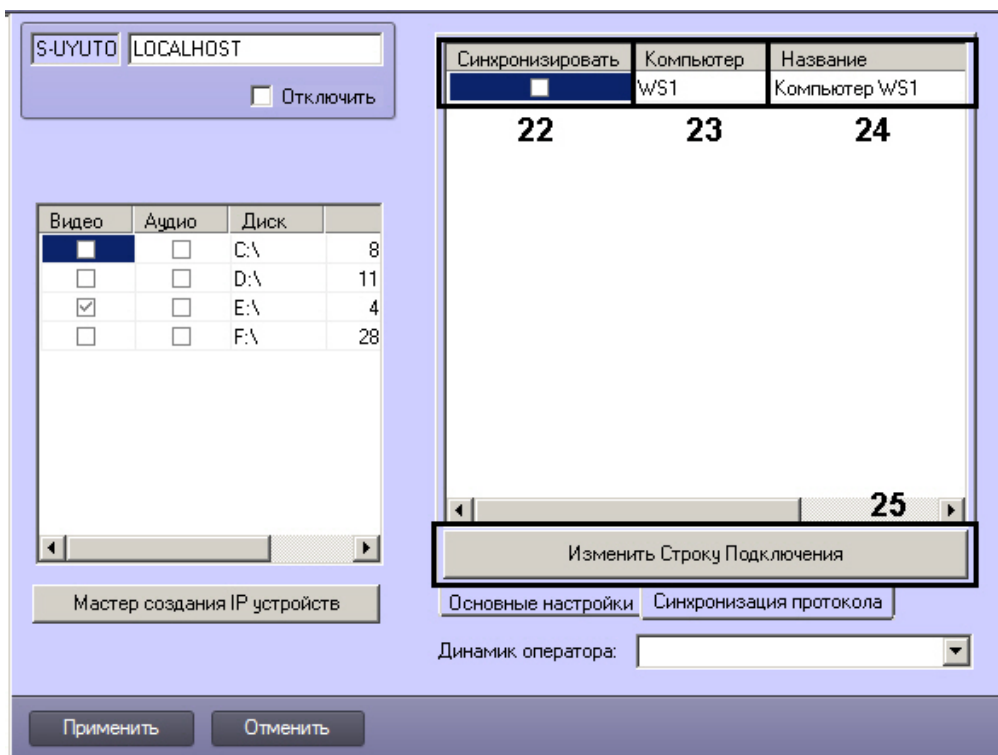 S-UYUTO LOCALHOST
Отключить
Видео Аудио Диск
C:\ 8
D:\ 11
E:\ 4
F:\ 28
Мастер создания IP устройств
Синхронизировать Компьютер Название
WS1 Компьютер WS1
22 23 24
25
Изменить Строку Подключения
Основные настройки Синхронизация протокола
Динамик оператора:
Применить Отменить